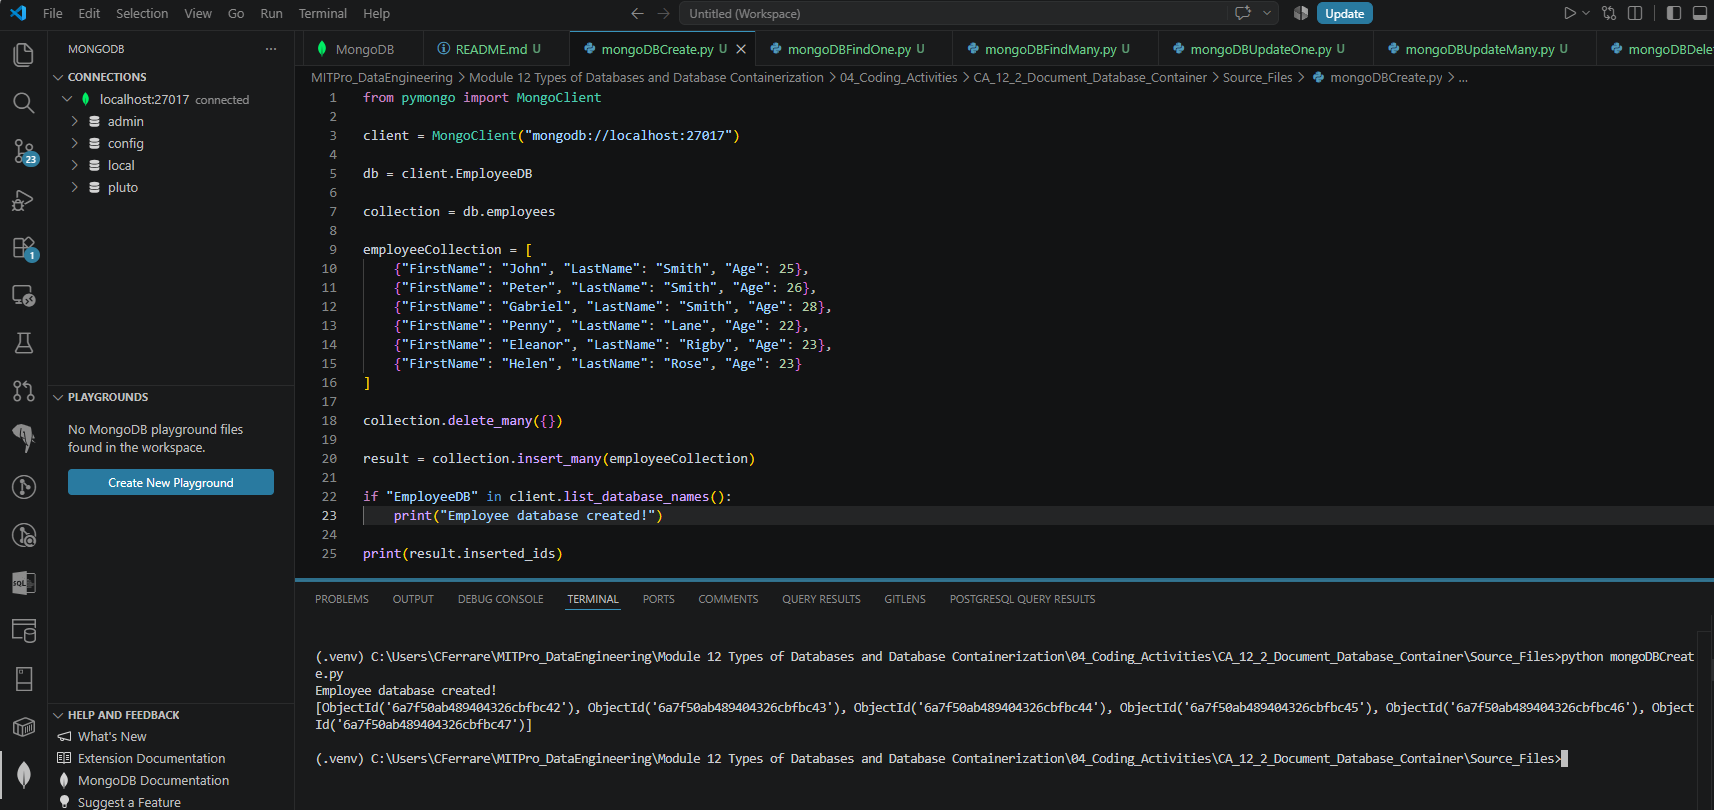 File Edit Selection View Go Run Terminal Help
Untitled (Workspace)
Update
MONGODB
MongoDB
README.md U
mongoDBCreate.py U
mongoDBFindOne.py U
mongoDBFindMany.py U
mongoDBUpdateOne.py U
mongoDBUpdateMany.py U
mongoDBDele
MITPro_DataEngineering > Module 12 Types of Databases and Database Containerization > 04_Coding_Activities > CA_12_2_Document_Database_Container > Source_Files > mongoDBCreate.py > ...
CONNECTIONS
localhost:27017 connected
admin
config
local
pluto
23
1
SQL
PLAYGROUNDS
No MongoDB playground files
found in the workspace.
Create New Playground
HELP AND FEEDBACK
What's New
Extension Documentation
MongoDB Documentation
Suggest a Feature
1 from pymongo import MongoClient
2
3 client = MongoClient("mongodb://localhost:27017")
4
5 db = client.EmployeeDB
6
7 collection = db.employees
8
9 employeeCollection = [
10 {"FirstName": "John", "LastName": "Smith", "Age": 25},
11 {"FirstName": "Peter", "LastName": "Smith", "Age": 26},
12 {"FirstName": "Gabriel", "LastName": "Smith", "Age": 28},
13 {"FirstName": "Penny", "LastName": "Lane", "Age": 22},
14 {"FirstName": "Eleanor", "LastName": "Rigby", "Age": 23},
15 {"FirstName": "Helen", "LastName": "Rose", "Age": 23}
16 ]
17
18 collection.delete_many({})
19
20 result = collection.insert_many(employeeCollection)
21
22 if "EmployeeDB" in client.list_database_names():
23 print("Employee database created!")
24
25 print(result.inserted_ids)
PROBLEMS OUTPUT DEBUG CONSOLE TERMINAL PORTS COMMENTS QUERY RESULTS GITLENS POSTGRESQL QUERY RESULTS
(.venv) C:\Users\CFerrare\MITPro_DataEngineering\Module 12 Types of Databases and Database Containerization\04_Coding_Activities\CA_12_2_Document_Database_Container\Source_Files>python mongoDBCreat
e.py
Employee database created!
[ObjectId('6a7f50ab489404326cbfbc42'), ObjectId('6a7f50ab489404326cbfbc43'), ObjectId('6a7f50ab489404326cbfbc44'), ObjectId('6a7f50ab489404326cbfbc45'), ObjectId('6a7f50ab489404326cbfbc46'), Object
Id('6a7f50ab489404326cbfbc47')]
(.venv) C:\Users\CFerrare\MITPro_DataEngineering\Module 12 Types of Databases and Database Containerization\04_Coding_Activities\CA_12_2_Document_Database_Container\Source_Files>